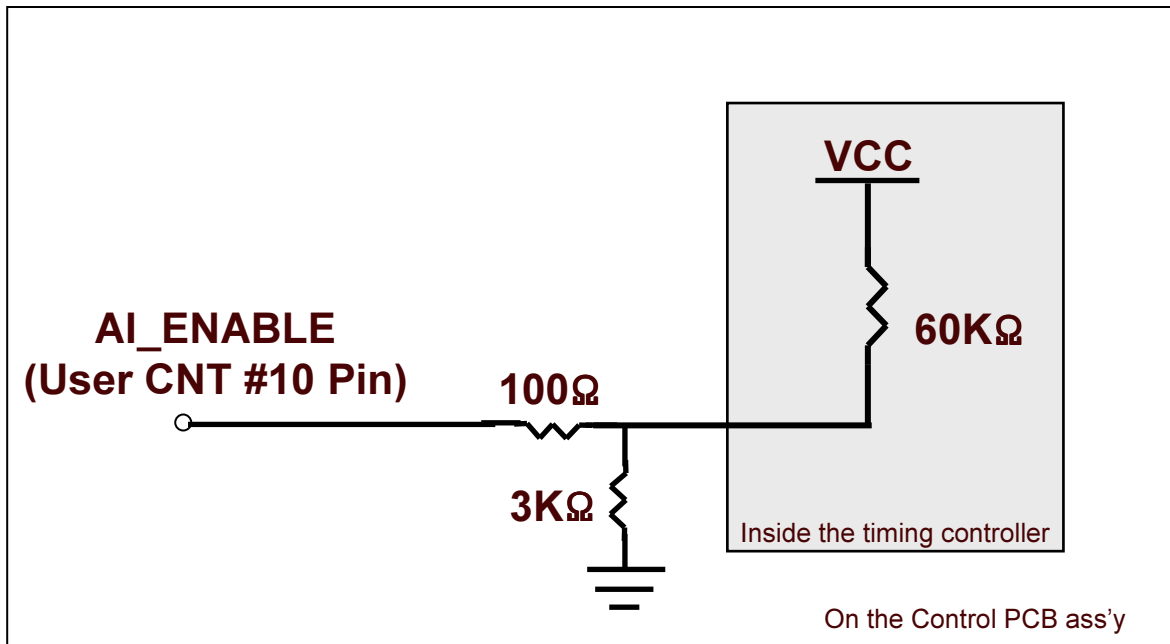 VCC
60KΩ
AI_ENABLE
(User CNT #10 Pin)
100Ω
3KΩ
Inside the timing controller
On the Control PCB ass'y